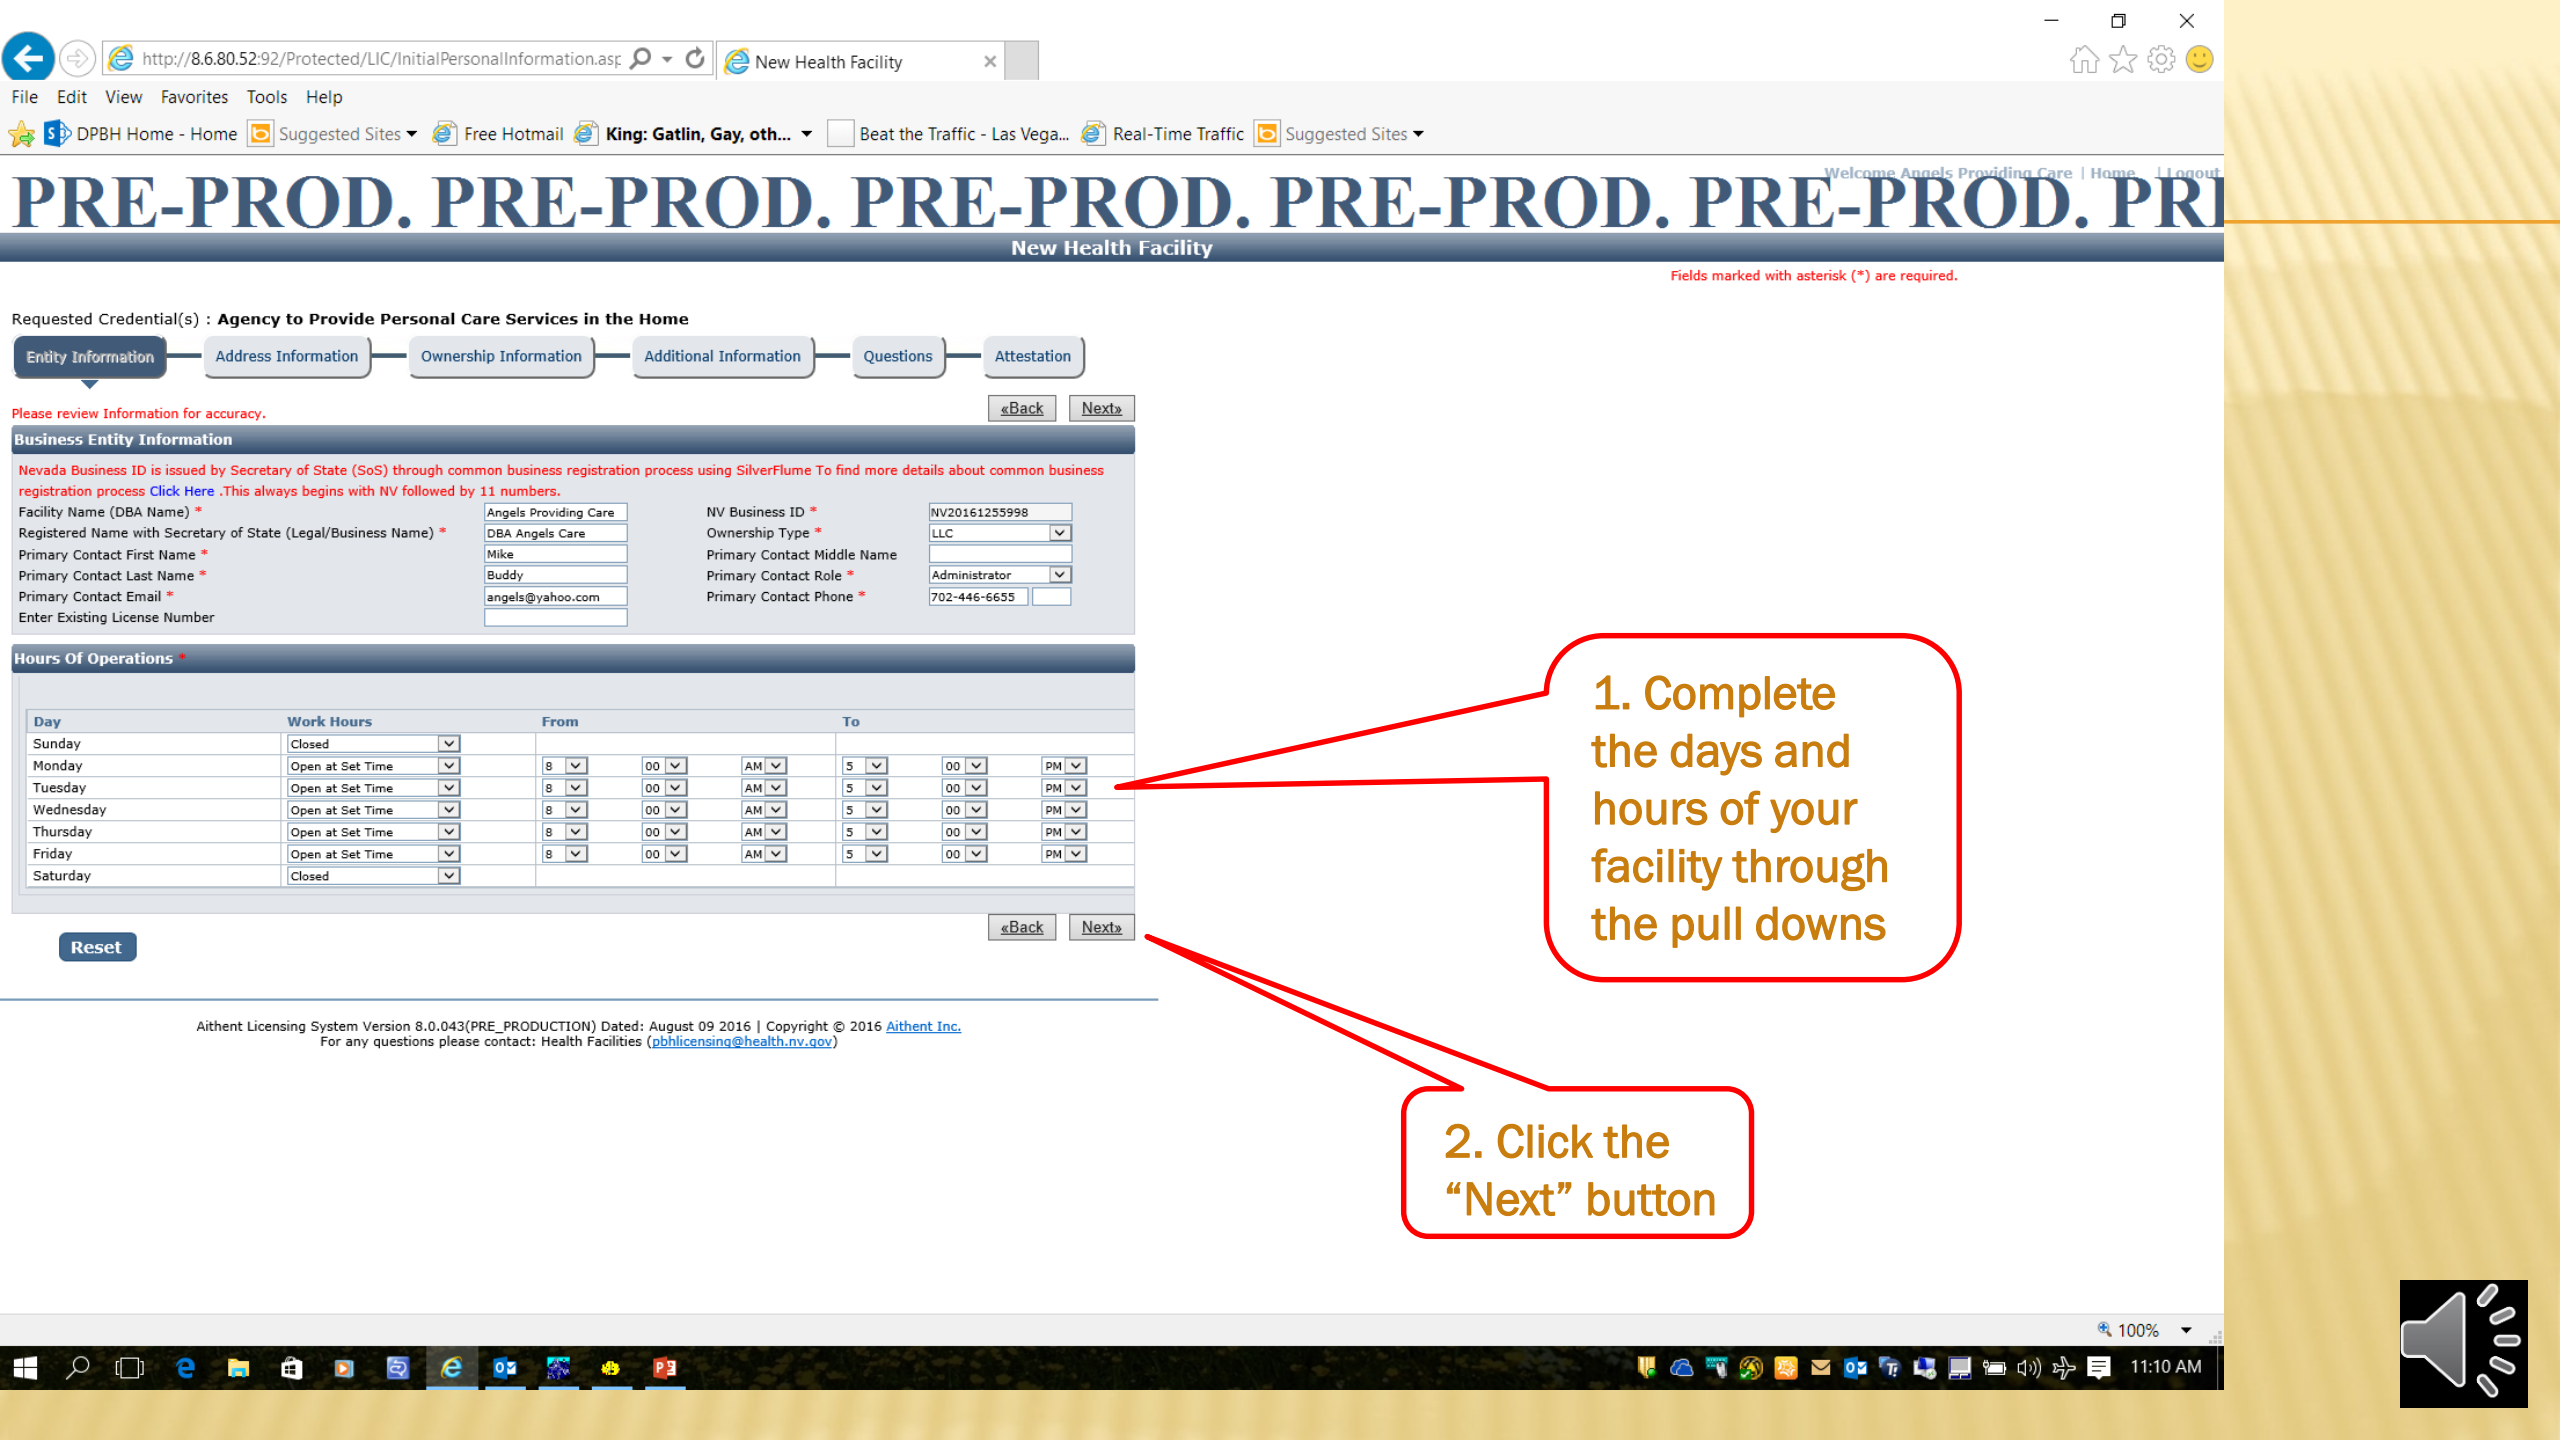 http://8.6.80.52:92/Protected/LIC/InitialPersonalInformation.asp
New Health Facility
File Edit View Favorites Tools Help
DPBH Home - Home Suggested Sites Free Hotmail King: Gatlin, Gay, oth... Beat the Traffic - Las Vega... Real-Time Traffic Suggested Sites
Welcome Angels Providing Care | Home | Logout
PRE-PROD. PRE-PROD. PRE-PROD. PRE-PROD. PRE-PROD. PRE
New Health Facility
Fields marked with asterisk (*) are required.
Requested Credential(s) : Agency to Provide Personal Care Services in the Home
Entity Information Address Information Ownership Information Additional Information Questions Attestation
Please review Information for accuracy.
«Back Next»
Business Entity Information
Nevada Business ID is issued by Secretary of State (SoS) through common business registration process using SilverFlume To find more details about common business
registration process Click Here .This always begins with NV followed by 11 numbers.
Facility Name (DBA Name) * Angels Providing Care NV Business ID * NV20161255998
Registered Name with Secretary of State (Legal/Business Name) * DBA Angels Care Ownership Type * LLC
Primary Contact First Name * Mike Primary Contact Middle Name
Primary Contact Last Name * Buddy Primary Contact Role * Administrator
Primary Contact Email * angels@yahoo.com Primary Contact Phone * 702-446-6655
Enter Existing License Number
Hours Of Operations *
Day Work Hours From To
Sunday Closed
Monday Open at Set Time 8 00 AM 5 00 PM
Tuesday Open at Set Time 8 00 AM 5 00 PM
Wednesday Open at Set Time 8 00 AM 5 00 PM
Thursday Open at Set Time 8 00 AM 5 00 PM
Friday Open at Set Time 8 00 AM 5 00 PM
Saturday Closed
«Back Next»
Reset
Aithent Licensing System Version 8.0.043(PRE_PRODUCTION) Dated: August 09 2016 | Copyright © 2016 Aithent Inc.
For any questions please contact: Health Facilities (pbhlicensing@health.nv.gov)
1. Complete
the days and
hours of your
facility through
the pull downs
2. Click the
“Next” button
100%
11:10 AM